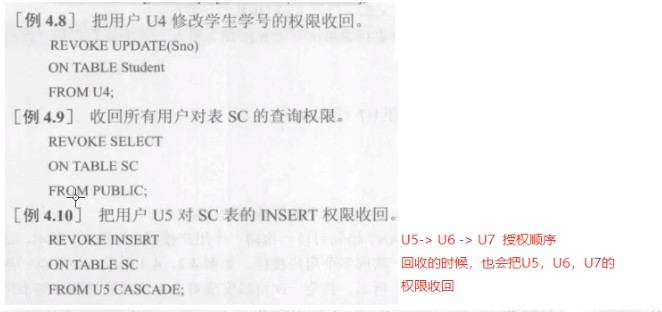 [例 4.8] 把用户 U4 修改学生学号的权限收回。
REVOKE UPDATE(Sno)
ON TABLE Student
FROM U4;
[例 4.9] 收回所有用户对表 SC 的查询权限。
REVOKE SELECT
ON TABLE SC
FROM PUBLIC;
[例 4.10] 把用户 U5 对 SC 表的 INSERT 权限收回。
REVOKE INSERT
ON TABLE SC
FROM U5 CASCADE;
U5-> U6 -> U7 授权顺序
回收的时候，也会把U5，U6，U7的
权限收回